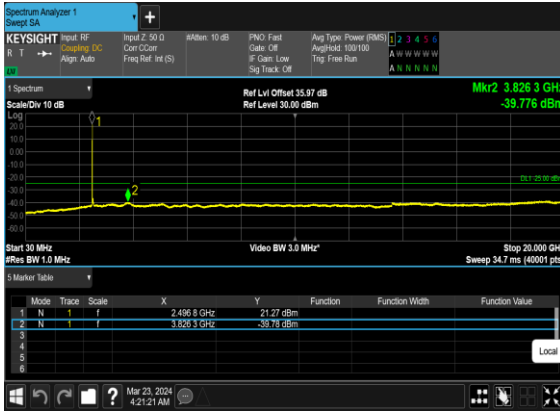 Spectrum Analyzer 1
Swept SA
+
KEYSIGHT Input: RF Input Z: 50 Ω #Atten: 10 dB PNO: Fast Avg Type: Power (RMS) 1 2 3 4 5 6
R T Coupling: DC Corr CCorr Gate: Off Avg|Hold: 100/100 A W W W W W
Align: Auto Freq Ref: Int (S) IF Gain: Low Trig: Free Run
Sig Track: Off A N N N N N
1 Spectrum
Scale/Div 10 dB
Ref Lvl Offset 35.97 dB
Ref Level 30.00 dBm
Mkr2 3.826 3 GHz
-39.776 dBm
Log
20.0
10.0
0.00
-10.0
-20.0
-30.0
-40.0
-50.0
-60.0
1
2
Start 30 MHz Video BW 3.0 MHz* Stop 20.000 GH
#Res BW 1.0 MHz Sweep 34.7 ms (40001 pts
5 Marker Table
Mode Trace Scale X Y Function Function Width Function Value
1 N 1 f 2.496 8 GHz 21.27 dBm
2 N 1 f 3.826 3 GHz -39.78 dBm
3
4
5
6
Local
?
Mar 23, 2024
4:21:21 AM